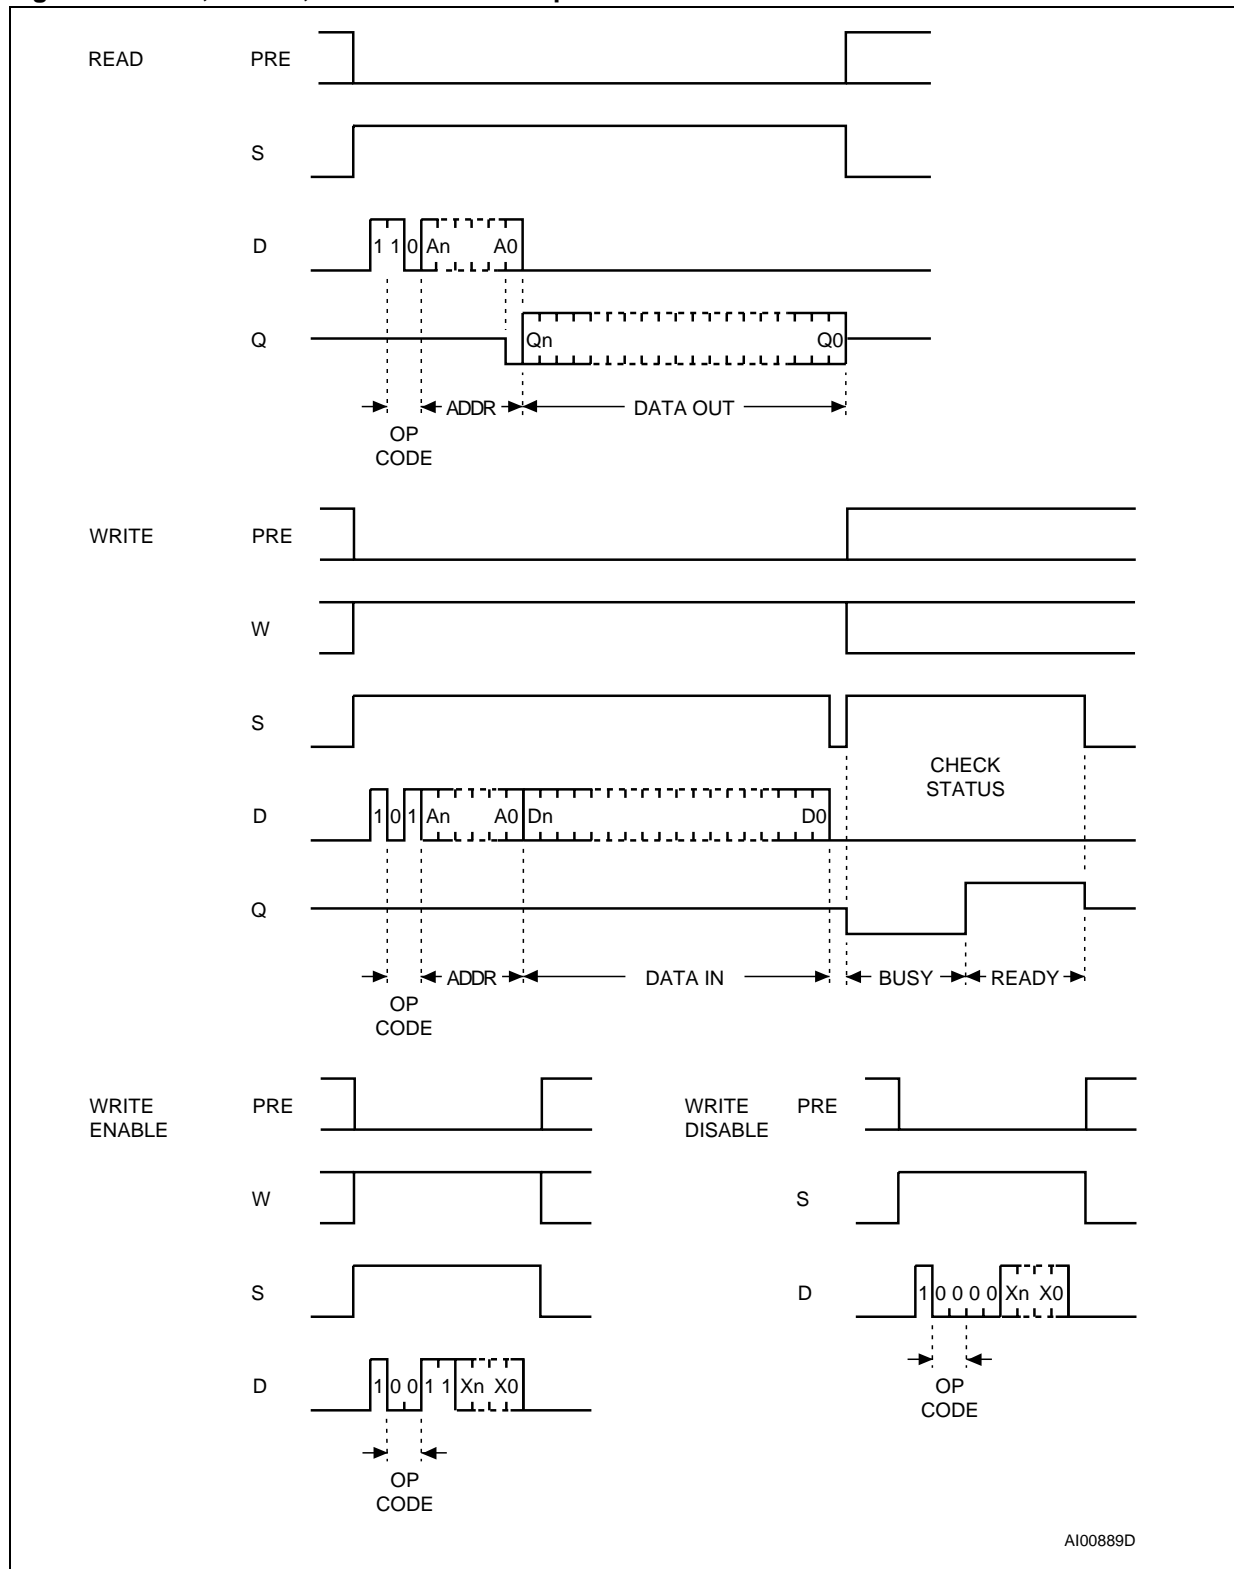 READ PRE
S
D 1 1 0 An A0
Q Qn Q0
ADDR DATA OUT
OP
CODE
WRITE PRE
W
S
CHECK
STATUS
D 1 0 1 An A0 Dn D0
Q
ADDR DATA IN BUSY READY
OP
CODE
WRITE
ENABLE
PRE
W
S
D 1 0 0 1 1 Xn X0
OP
CODE
WRITE
DISABLE
PRE
S
D 1 0 0 0 0 Xn X0
OP
CODE
AI00889D